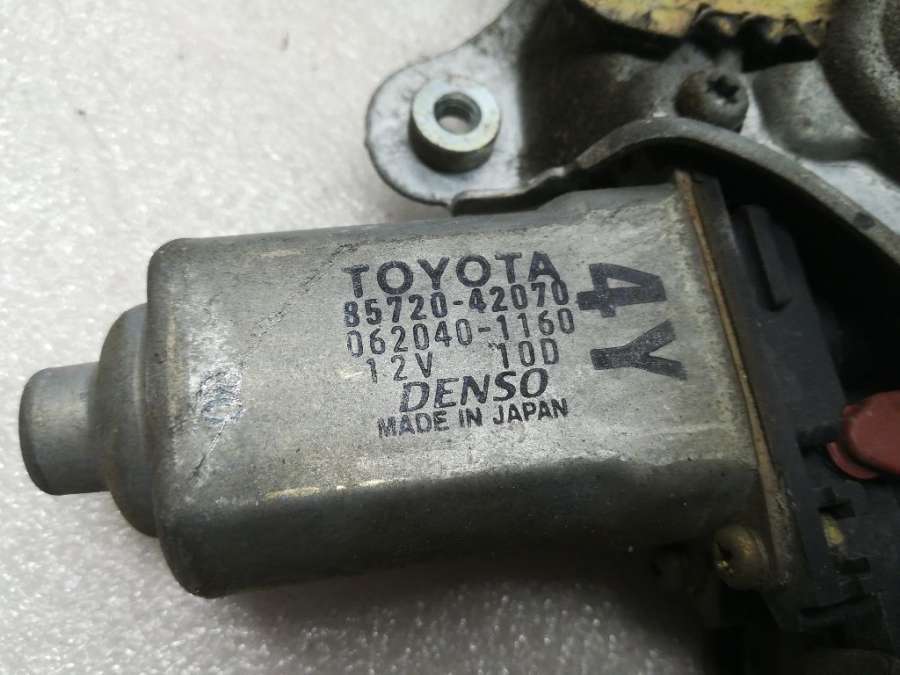 TOYOTA
85720-42070
062040-1160
12V 10D
DENSO
MADE IN JAPAN
4Y